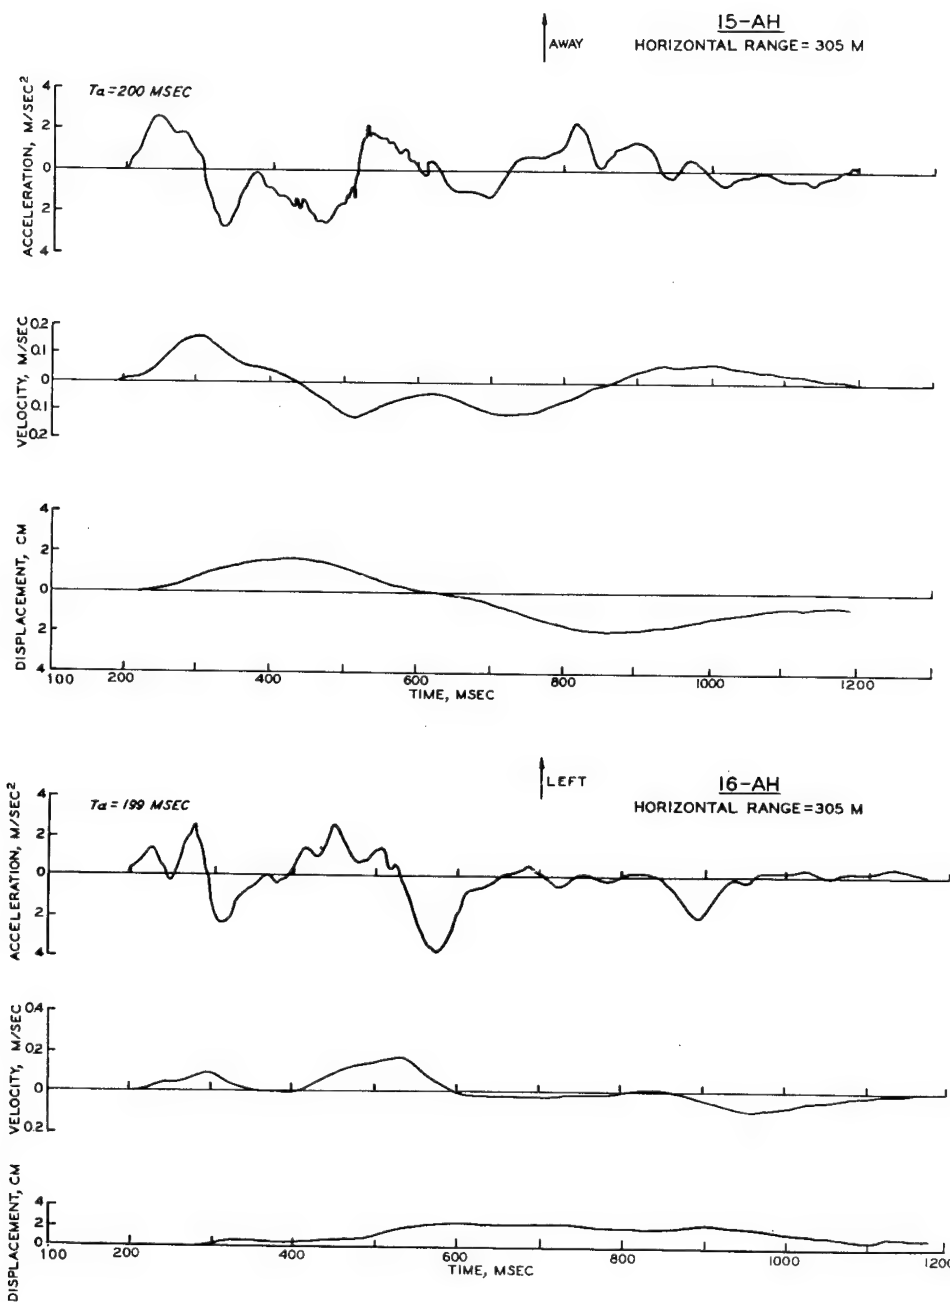 15-AH
AWAY
HORIZONTAL RANGE = 305 M
Ta=200 MSEC
ACCELERATION, M/SEC²
4
2
0
2
4
VELOCITY, M/SEC
0.2
0.1
0
0.1
0.2
DISPLACEMENT, CM
4
2
0
2
4
100 200 400 600 800 1000 1200
TIME, MSEC
16-AH
LEFT
HORIZONTAL RANGE=305 M
Ta=199 MSEC
ACCELERATION, M/SEC²
4
2
0
2
4
VELOCITY, M/SEC
0.4
0.2
0
0.2
DISPLACEMENT, CM
4
2
0
100 200 400 600 800 1000 1200
TIME, MSEC